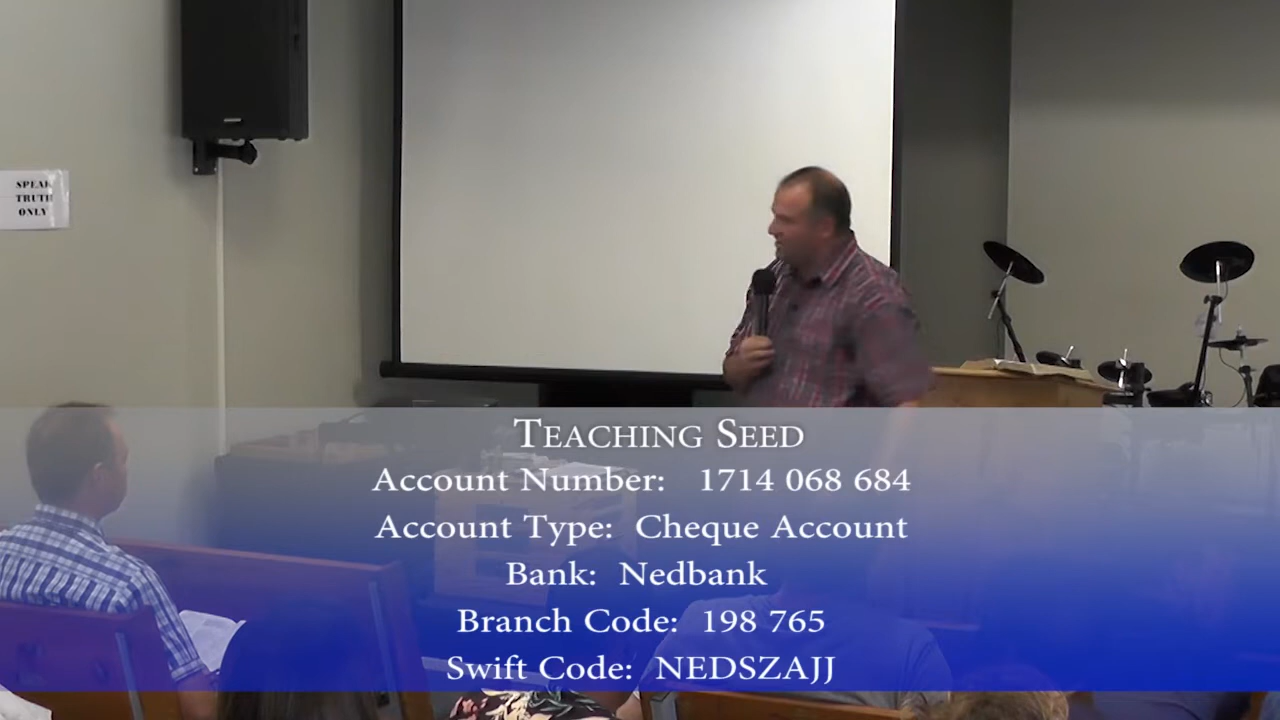 SPEAK
TRUTH
ONLY
TEACHING SEED
Account Number: 1714 068 684
Account Type: Cheque Account
Bank: Nedbank
Branch Code: 198 765
Swift Code: NEDSZAJJ